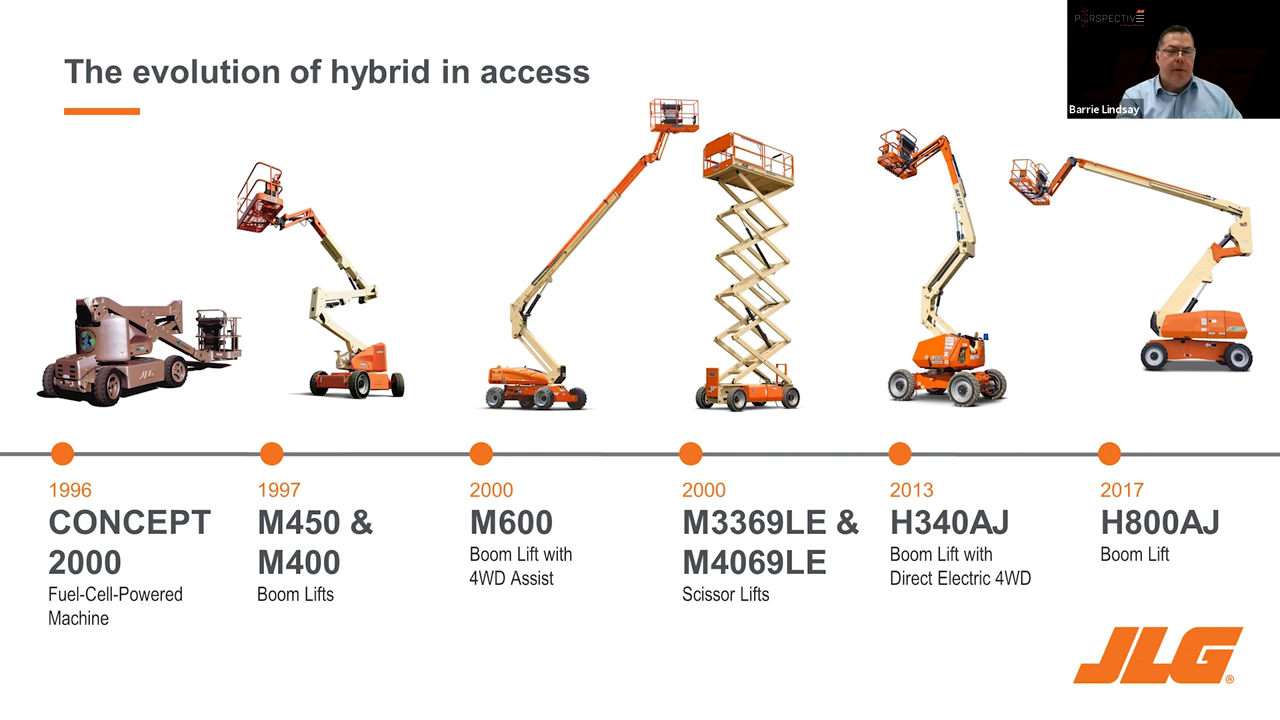 The evolution of hybrid in access
PERSPECTIVE
JLG
Barrie Lindsay
JLG
1996
CONCEPT
2000
Fuel-Cell-Powered
Machine
1997
M450 &
M400
Boom Lifts
2000
M600
Boom Lift with
4WD Assist
2000
M3369LE &
M4069LE
Scissor Lifts
2013
H340AJ
Boom Lift with
Direct Electric 4WD
2017
H800AJ
Boom Lift
JLG®